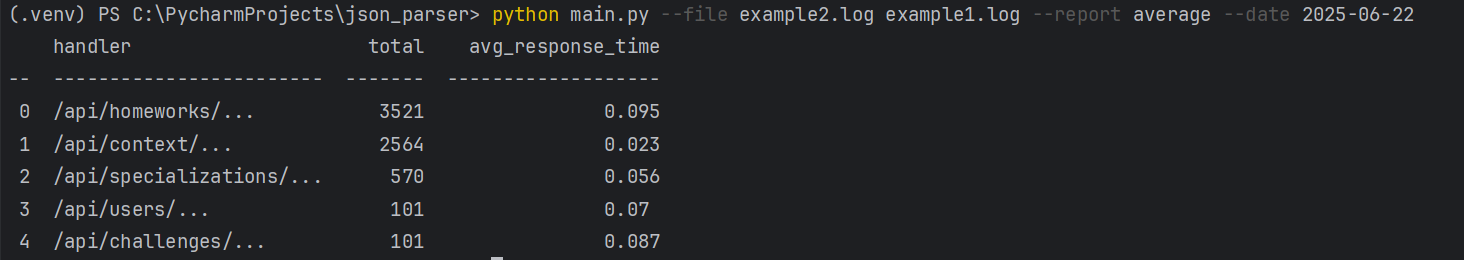 (.venv) PS C:\PycharmProjects\json_parser> python main.py --file example2.log example1.log --report average --date 2025-06-22
    handler                     total    avg_response_time
--  ------------------------  -------  -------------------
 0  /api/homeworks/...           3521                0.095
 1  /api/context/...             2564                0.023
 2  /api/specializations/...      570                0.056
 3  /api/users/...                101                0.07
 4  /api/challenges/...           101                0.087